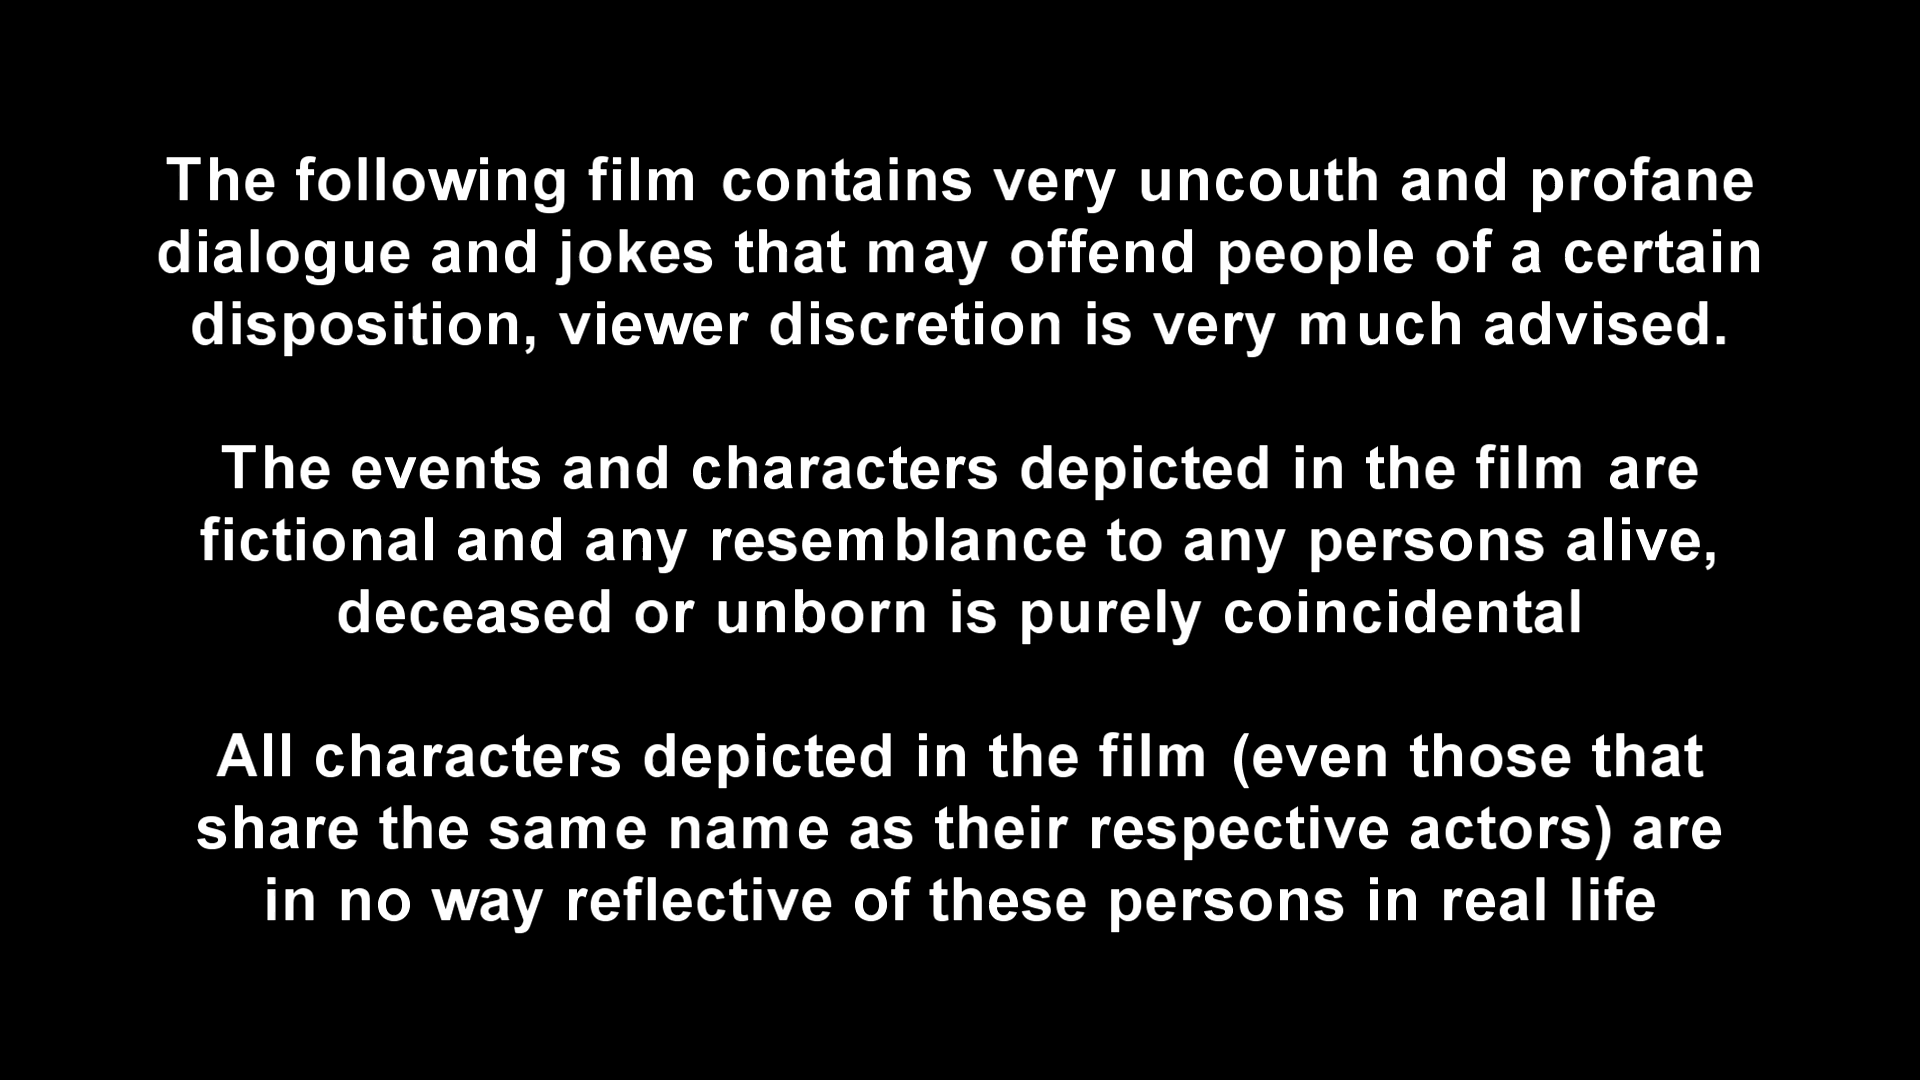 The following film contains very uncouth and profane
dialogue and jokes that may offend people of a certain
disposition, viewer discretion is very much advised.
The events and characters depicted in the film are
fictional and any resemblance to any persons alive,
deceased or unborn is purely coincidental
All characters depicted in the film (even those that
share the same name as their respective actors) are
in no way reflective of these persons in real life